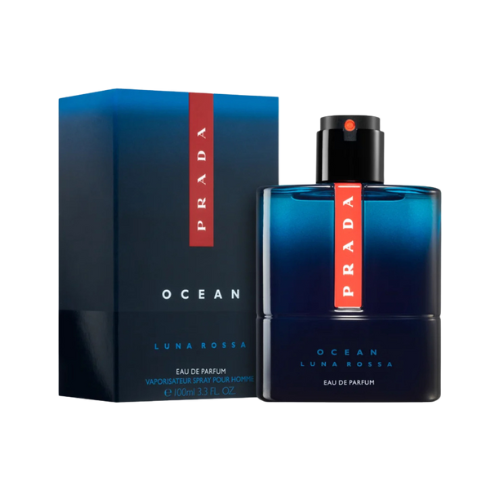 PRADA
OCEAN
LUNA ROSSA
EAU DE PARFUM
VAPORISATEUR SPRAY POUR HOMME
℮ 100ml 3.3 FL. OZ.
PRADA
OCEAN
LUNA ROSSA
EAU DE PARFUM